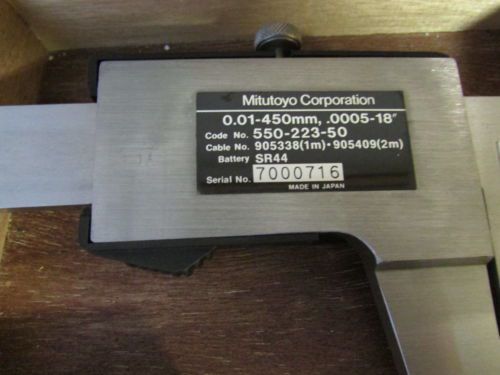 Mitutoyo Corporation
0.01-450mm, .0005-18"
Code No. 550-223-50
Cable No. 905338(1m)•905409(2m)
Battery SR44
Serial No. 7000716
MADE IN JAPAN